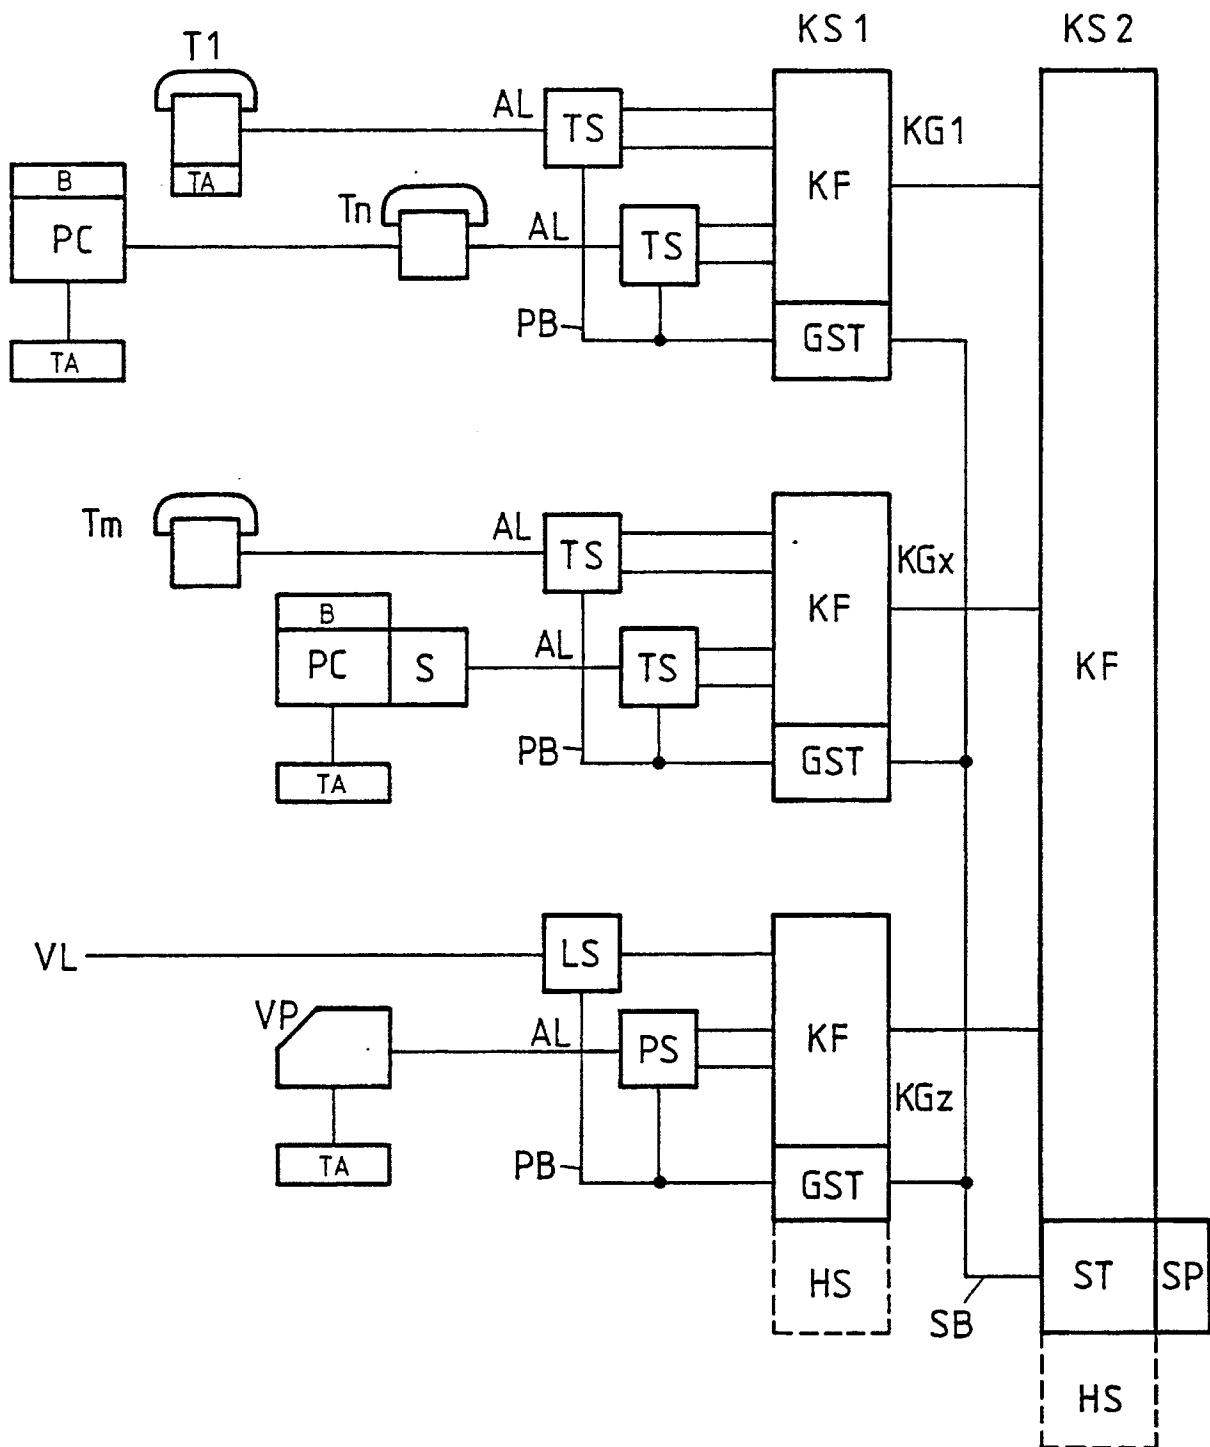 KS 1 KS 2
T1
AL TS
KG1
B TA KF
Tn
PC AL TS
PB GST
TA
Tm AL TS
KGx
B KF
PC S AL TS KF
PB GST
TA
VL LS
VP
AL PS KF
KGz
TA PB GST
HS ST SP
SB
HS